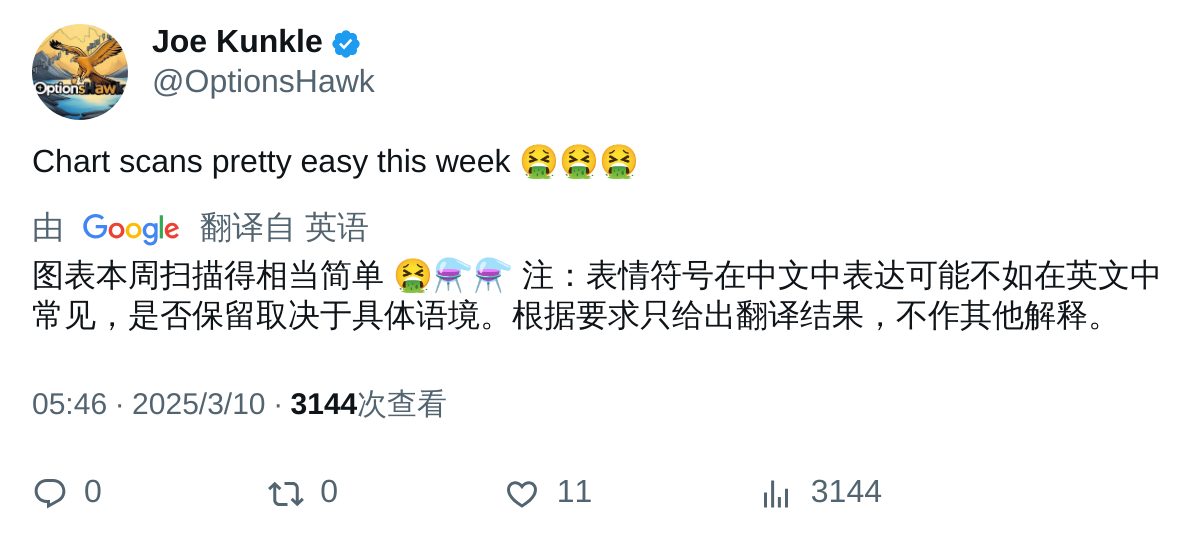 OptionsHawk
Joe Kunkle
@OptionsHawk
Chart scans pretty easy this week 🤮🤮🤮
由 Google 翻译自 英语
图表本周扫描得相当简单 🤮⚗️⚗️ 注：表情符号在中文中表达可能不如在英文中
常见，是否保留取决于具体语境。根据要求只给出翻译结果，不作其他解释。
05:46 · 2025/3/10 · 3144次查看
0 0 11 3144